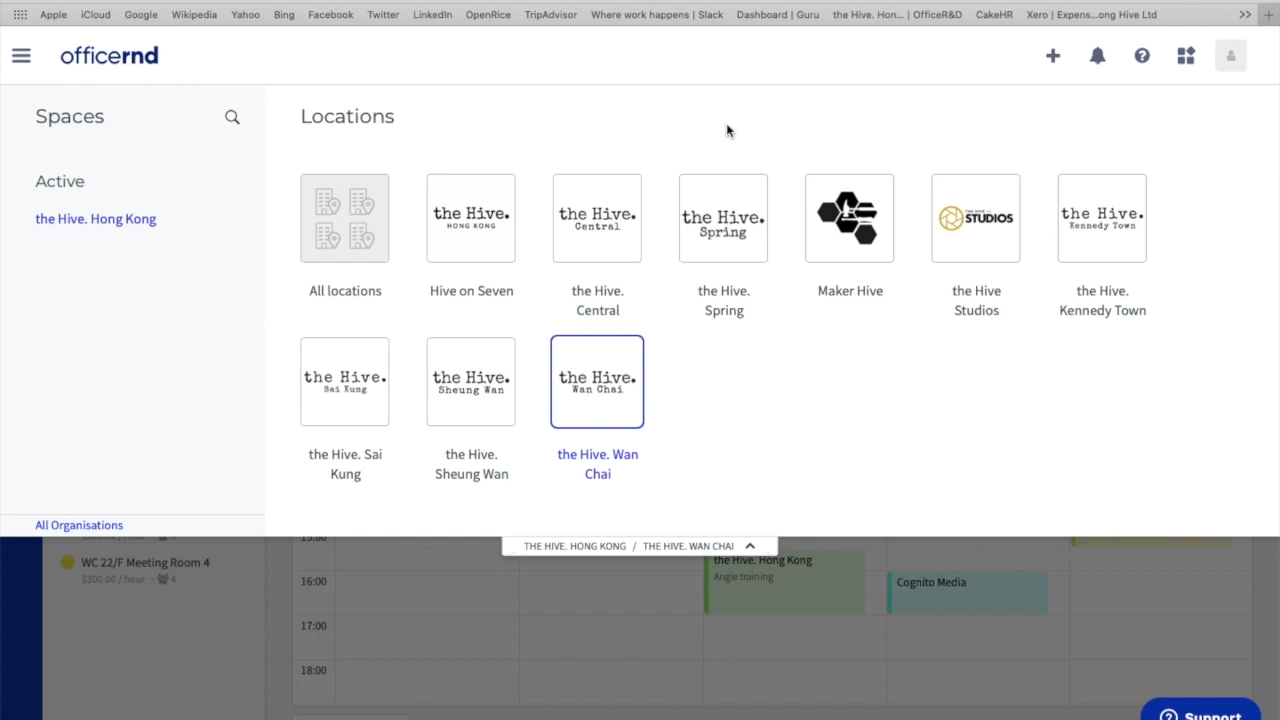 Apple iCloud Google Wikipedia Yahoo Bing Facebook Twitter LinkedIn OpenRice TripAdvisor Where work happens | Slack Dashboard | Guru the Hive. Hon... | OfficeR&D CakeHR Xero | Expens...ong Hive Ltd
officernd
Spaces
Locations
Active
the Hive. Hong Kong
the Hive.
HONG KONG
the Hive.
Central
the Hive.
Spring
THE HIVE
STUDIOS
the Hive.
Kennedy Town
All locations
Hive on Seven
the Hive.
Central
the Hive.
Spring
Maker Hive
the Hive
Studios
the Hive.
Kennedy Town
the Hive.
Sai Kung
the Hive.
Sheung Wan
the Hive.
Wan Chai
the Hive. Sai
Kung
the Hive.
Sheung Wan
the Hive. Wan
Chai
All Organisations
THE HIVE. HONG KONG / THE HIVE. WAN CHAI
WC 22/F Meeting Room 4
$300.00 / hour · 4
15:00
16:00
17:00
18:00
the Hive. Hong Kong
Angie training
Cognito Media
Support